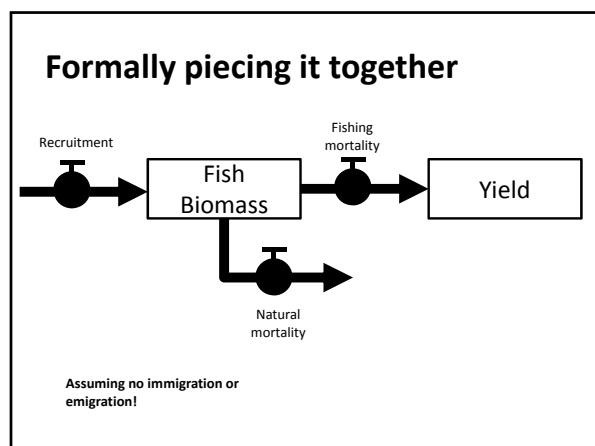 Formally piecing it together
Recruitment
Fishing
mortality
Fish
Biomass
Yield
Natural
mortality
Assuming no immigration or
emigration!